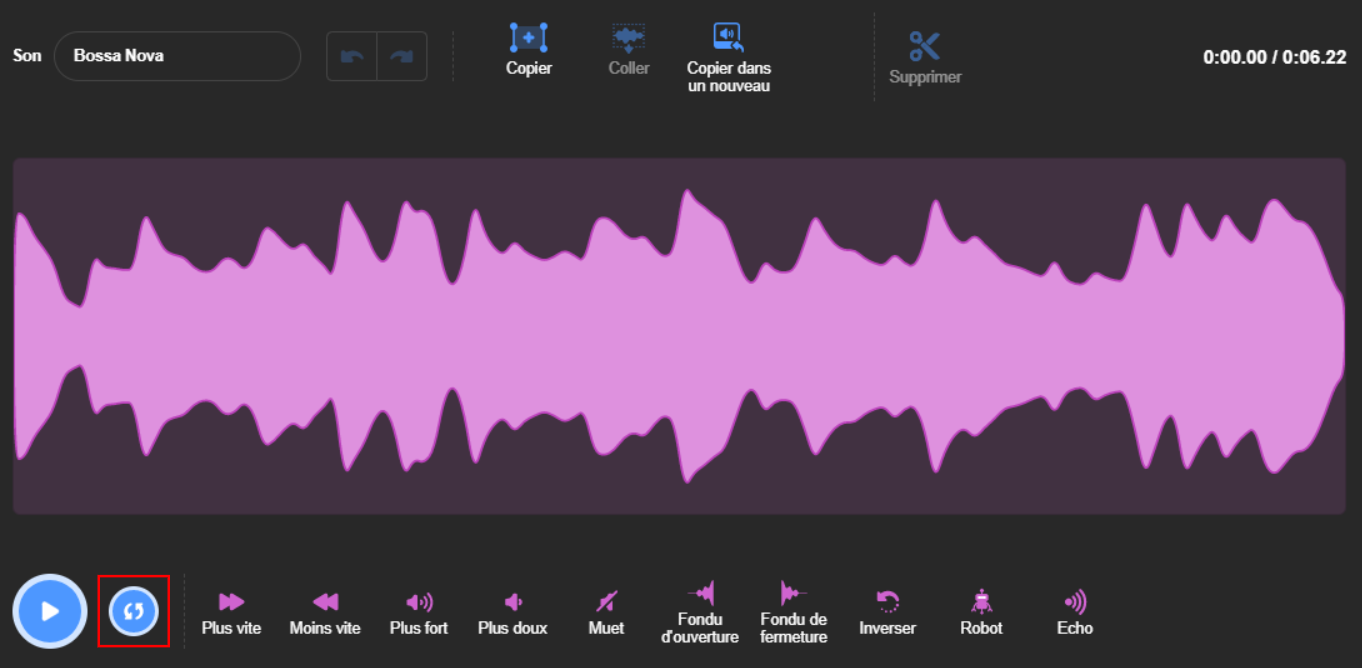 Son
Bossa Nova
Copier
Coller
Copier dans
un nouveau
Supprimer
0:00.00 / 0:06.22
Plus vite
Moins vite
Plus fort
Plus doux
Muet
Fondu
d'ouverture
Fondu de
fermeture
Inverser
Robot
Echo